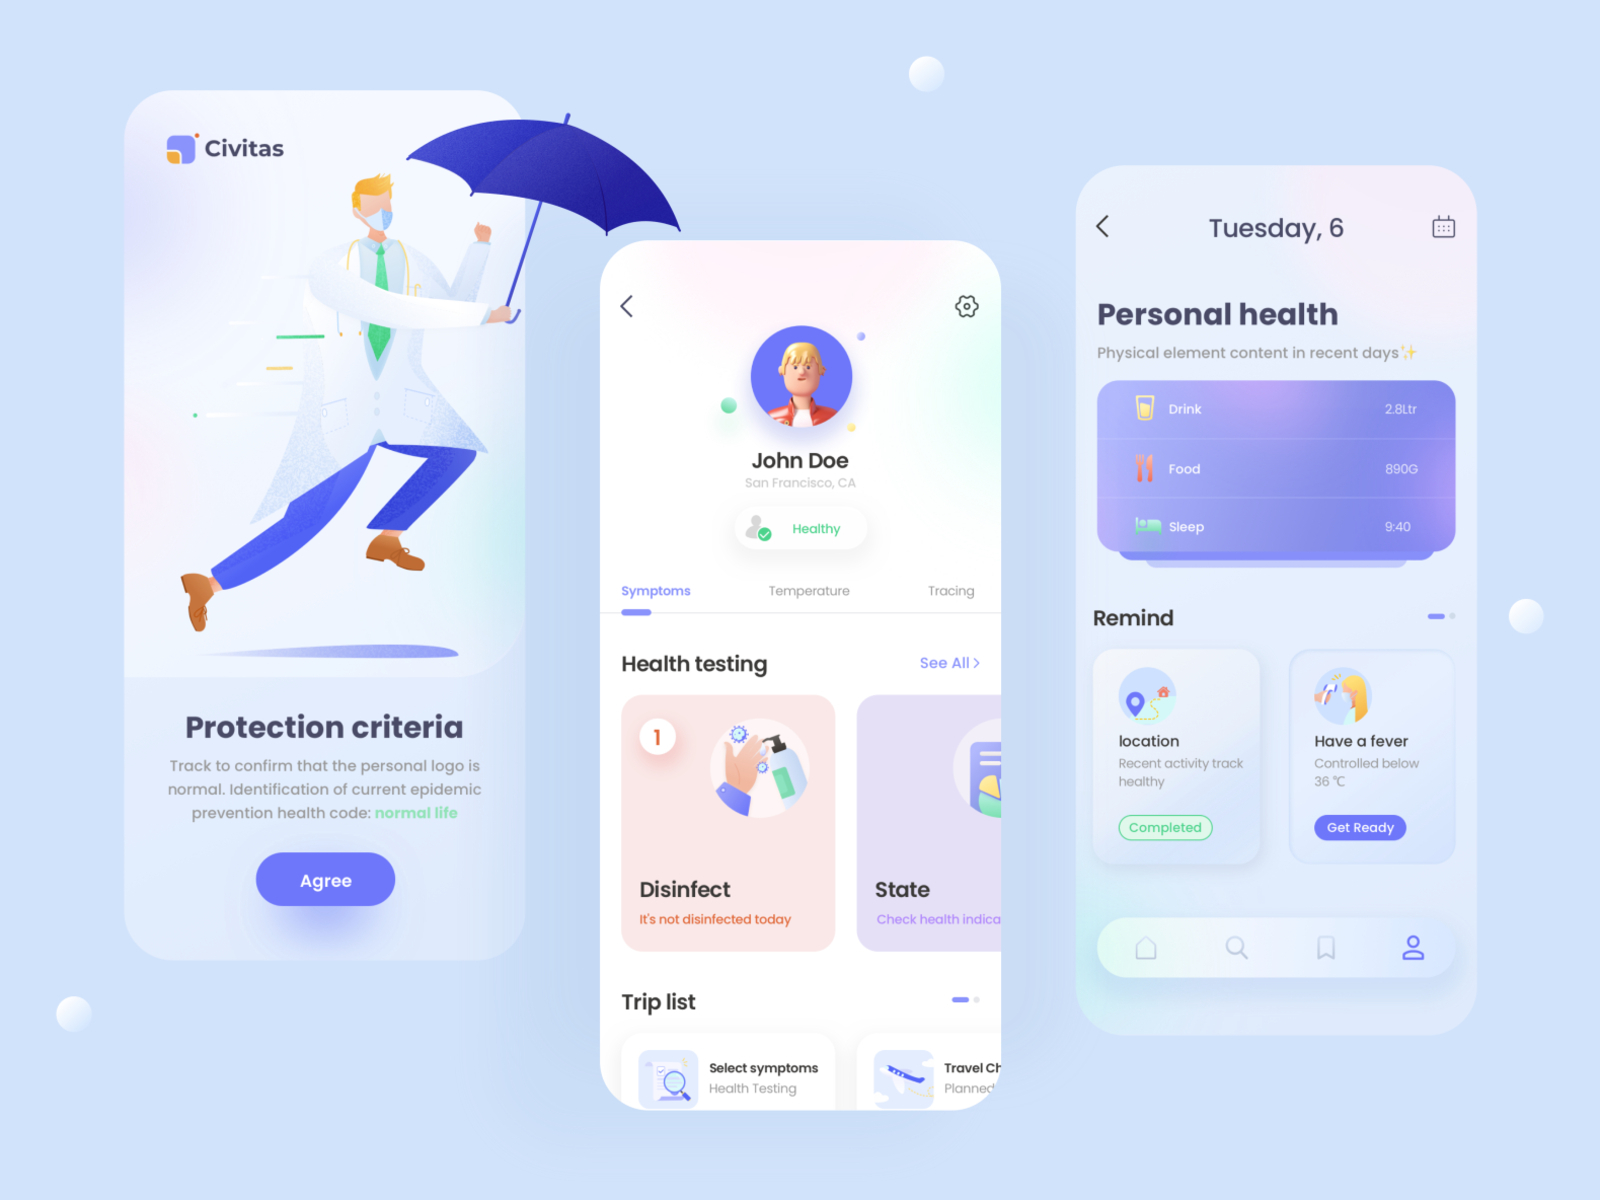 Civitas
Protection criteria
Track to confirm that the personal logo is
normal. Identification of current epidemic
prevention health code: normal life
Agree
John Doe
San Francisco, CA
Healthy
Symptoms
Temperature
Tracing
Health testing
See All
1
Disinfect
It's not disinfected today
State
Check health indica
Trip list
Select symptoms
Health Testing
Travel Ch
Planned
Tuesday, 6
Personal health
Physical element content in recent days✨
Drink
2.8Ltr
Food
890G
Sleep
9:40
Remind
location
Recent activity track
healthy
Completed
Have a fever
Controlled below
36 ℃
Get Ready